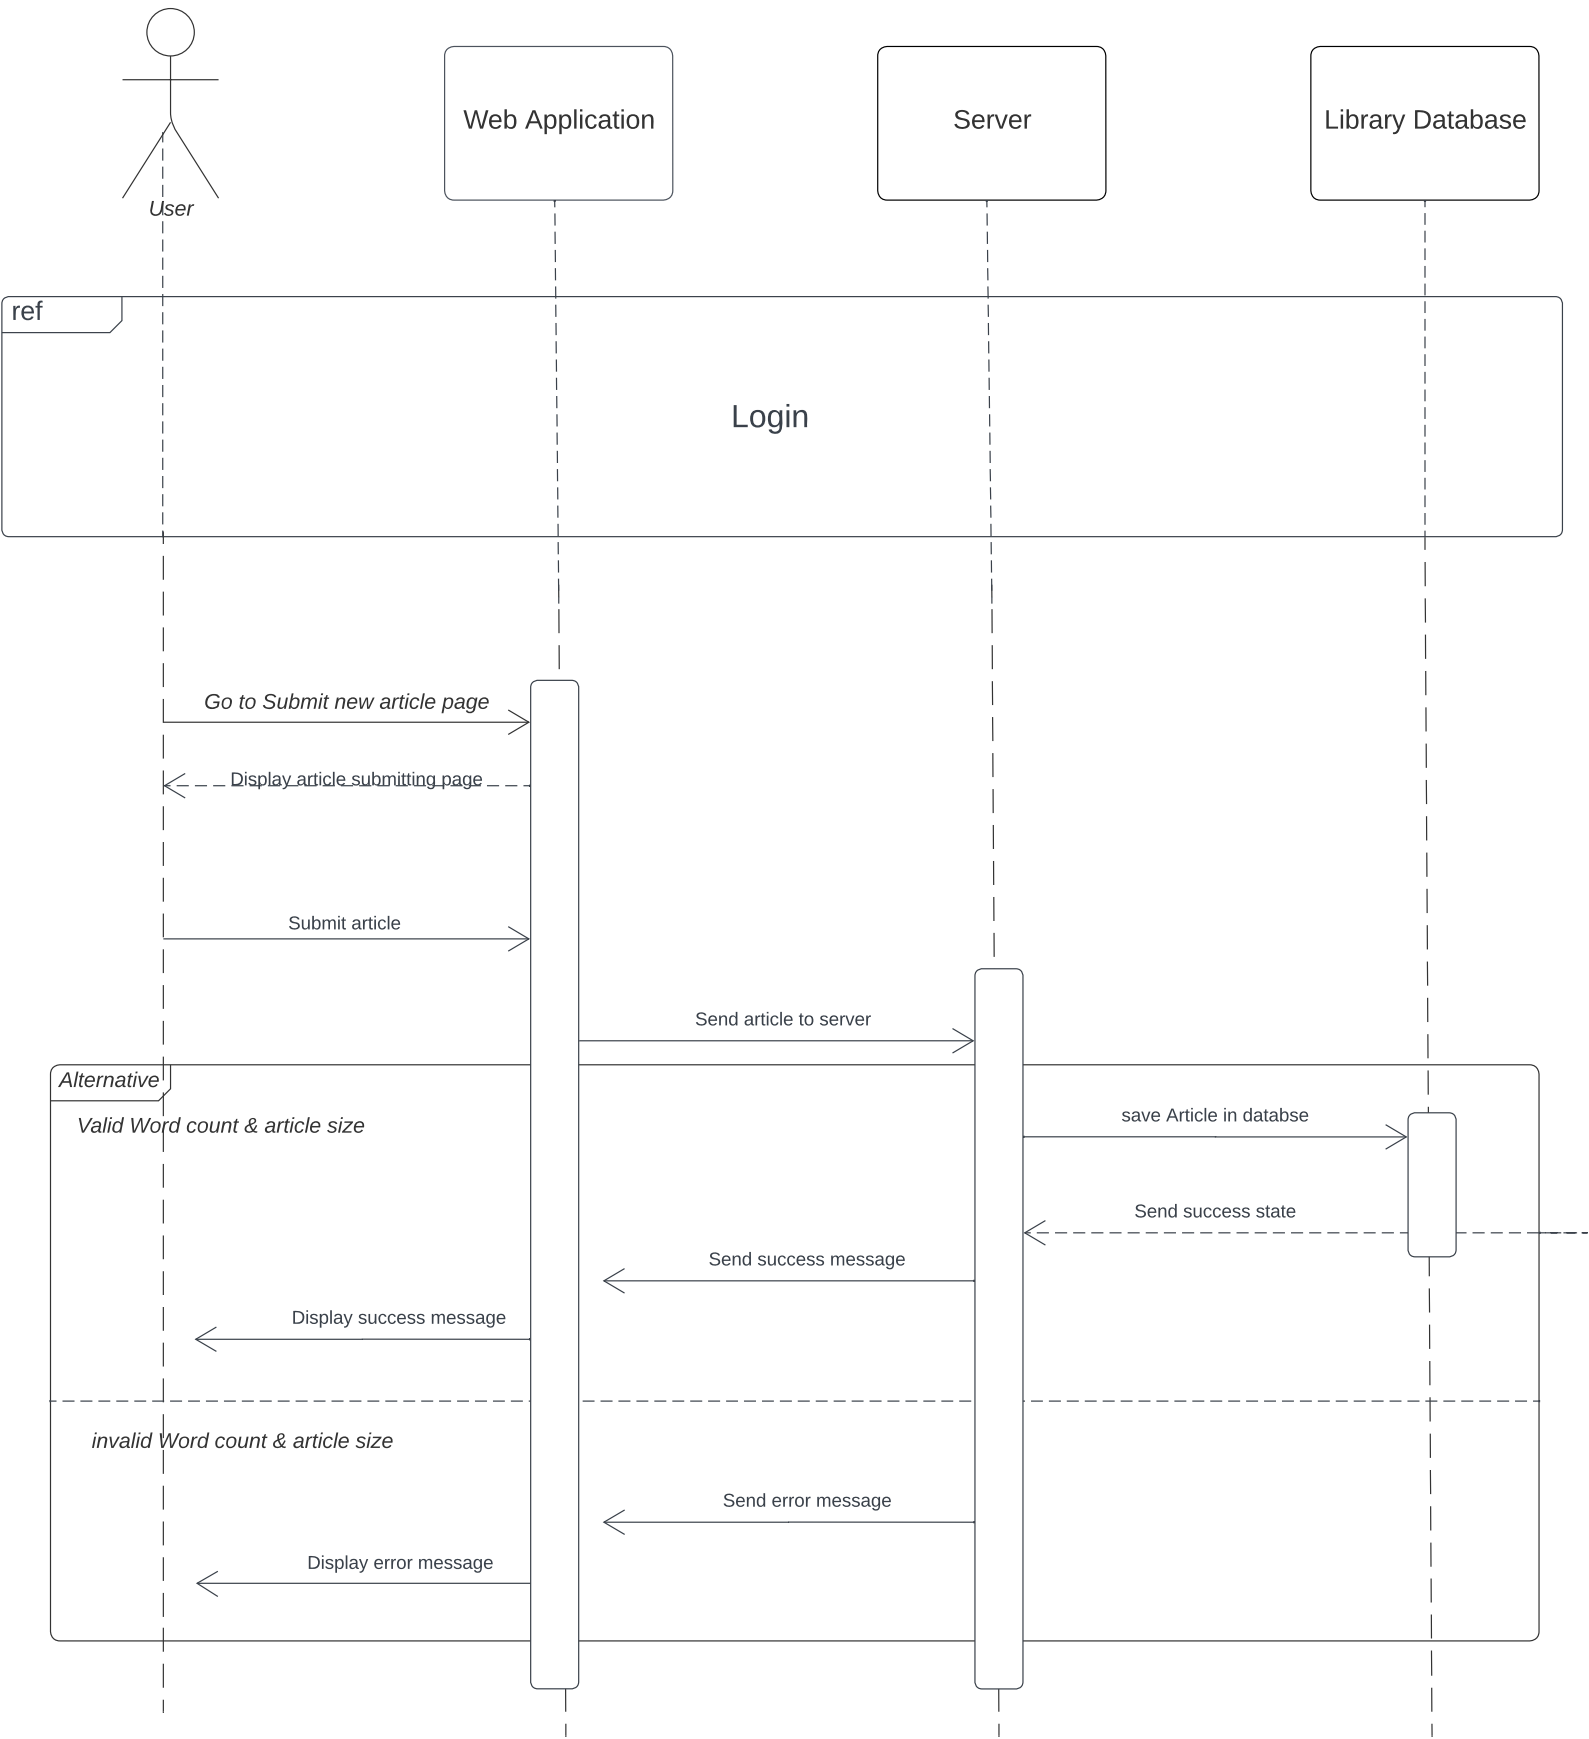 User
Web Application
Server
Library Database
ref
Login
Go to Submit new article page
Display article submitting page
Submit article
Send article to server
Alternative
Valid Word count & article size
save Article in databse
Send success state
Send success message
Display success message
invalid Word count & article size
Send error message
Display error message